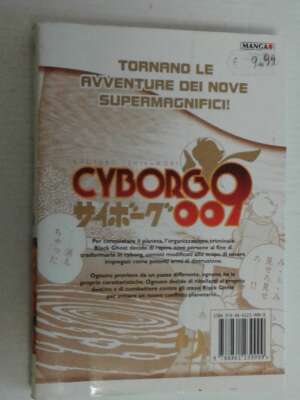 MANGA
€ 9.99
TORNANO LE
AVVENTURE DEI NOVE
SUPERMAGNIFICI!
CYBORG
サイボーグ009
Per conquistare il pianeta, l'organizzazione criminale
Black Ghost decide di rapire nove persone al fine di
trasformarle in cyborg, uomini modificati allo scopo di essere
impiegati come potenti armi di distruzione.
Ognuno proviene da un paese differente, ognuno ha le
proprie caratteristiche. Ognuno decide di ribellarsi al proprio
destino e di combattere contro gli stessi Black Ghost
per evitare un nuovo conflitto planetario...